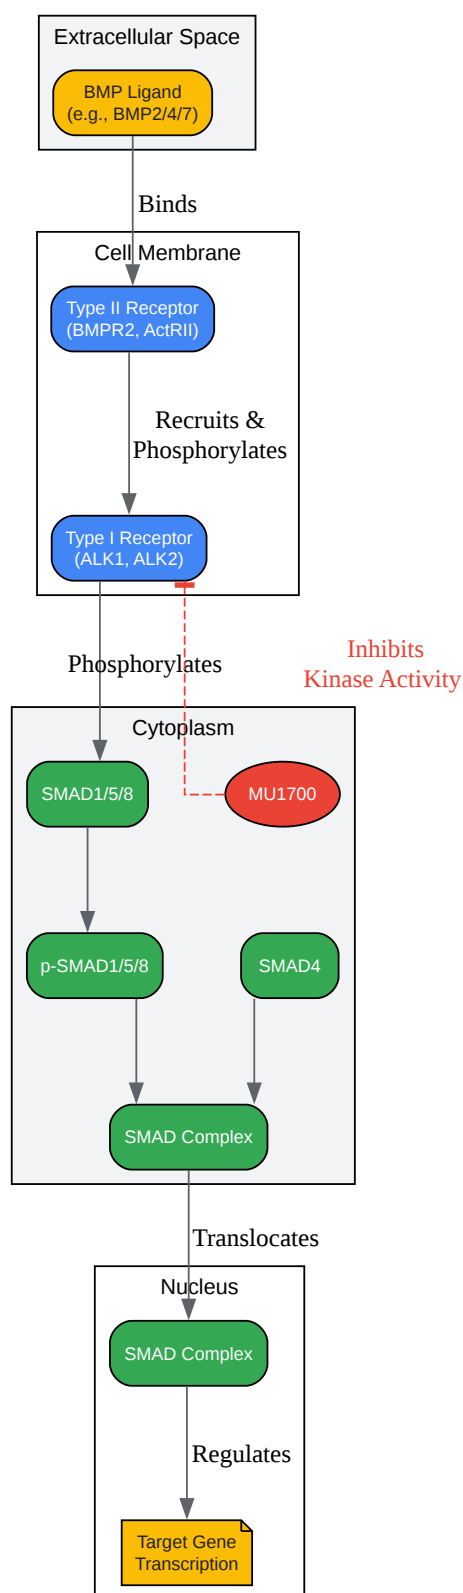 Extracellular Space
BMP Ligand
(e.g., BMP2/4/7)
Binds
Cell Membrane
Type II Receptor
(BMPR2, ActRII)
Recruits &
Phosphorylates
Type I Receptor
(ALK1, ALK2)
Phosphorylates
Inhibits
Kinase Activity
Cytoplasm
SMAD1/5/8
MU1700
p-SMAD1/5/8
SMAD4
SMAD Complex
Translocates
Nucleus
SMAD Complex
Regulates
Target Gene
Transcription